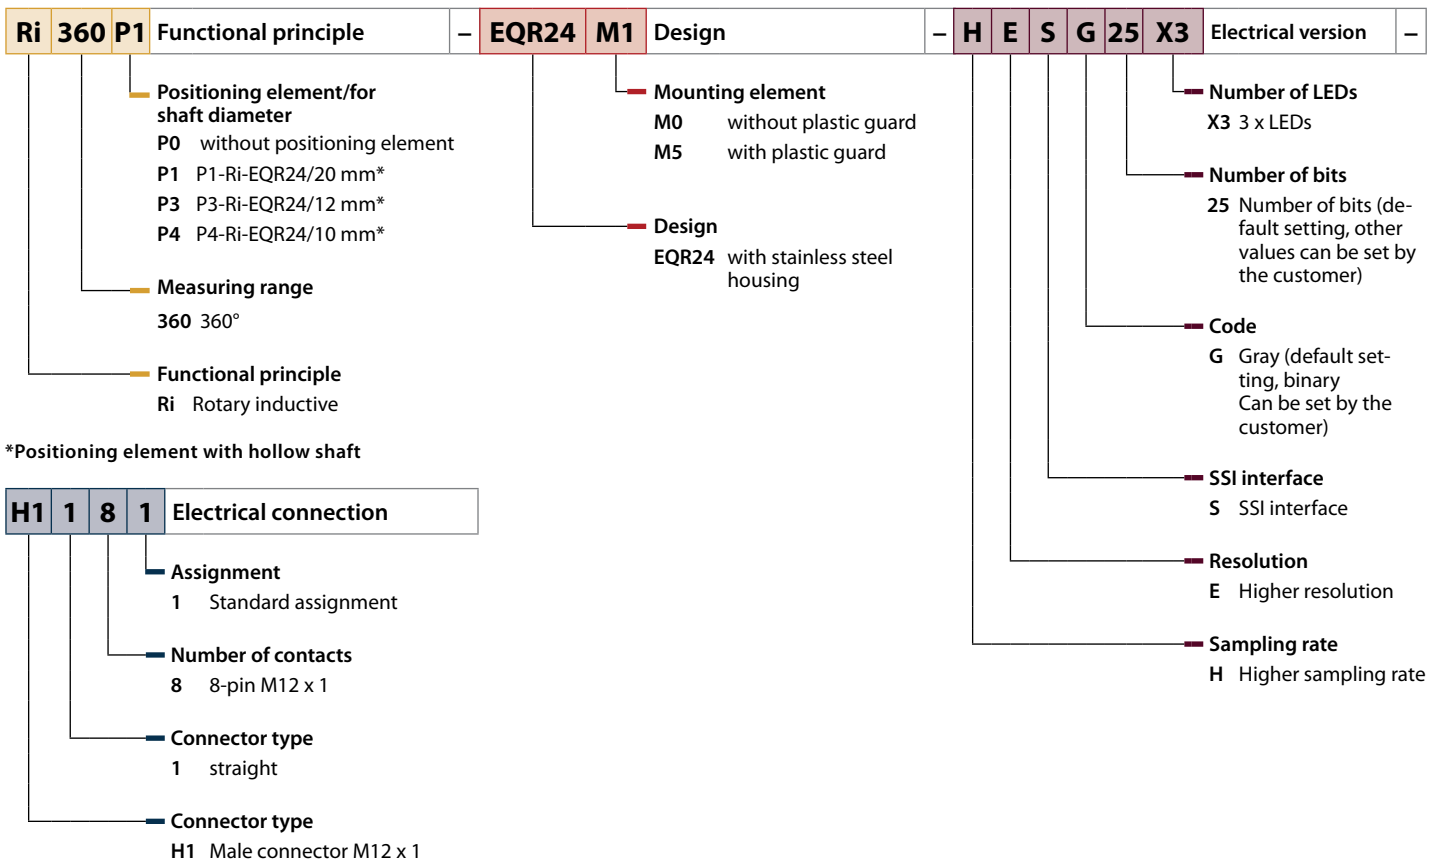 Ri 360 P1 Functional principle – EQR24 M1 Design – H E S G 25 X3 Electrical version –
Positioning element/for
shaft diameter
P0 without positioning element
P1 P1-Ri-EQR24/20 mm*
P3 P3-Ri-EQR24/12 mm*
P4 P4-Ri-EQR24/10 mm*
Measuring range
360 360°
Functional principle
Ri Rotary inductive
Mounting element
M0 without plastic guard
M5 with plastic guard
Design
EQR24 with stainless steel
housing
Number of LEDs
X3 3 x LEDs
Number of bits
25 Number of bits (de-
fault setting, other
values can be set by
the customer)
Code
G Gray (default set-
ting, binary
Can be set by the
customer)
SSI interface
S SSI interface
Resolution
E Higher resolution
Sampling rate
H Higher sampling rate
*Positioning element with hollow shaft
H1 1 8 1 Electrical connection
Assignment
1 Standard assignment
Number of contacts
8 8-pin M12 x 1
Connector type
1 straight
Connector type
H1 Male connector M12 x 1